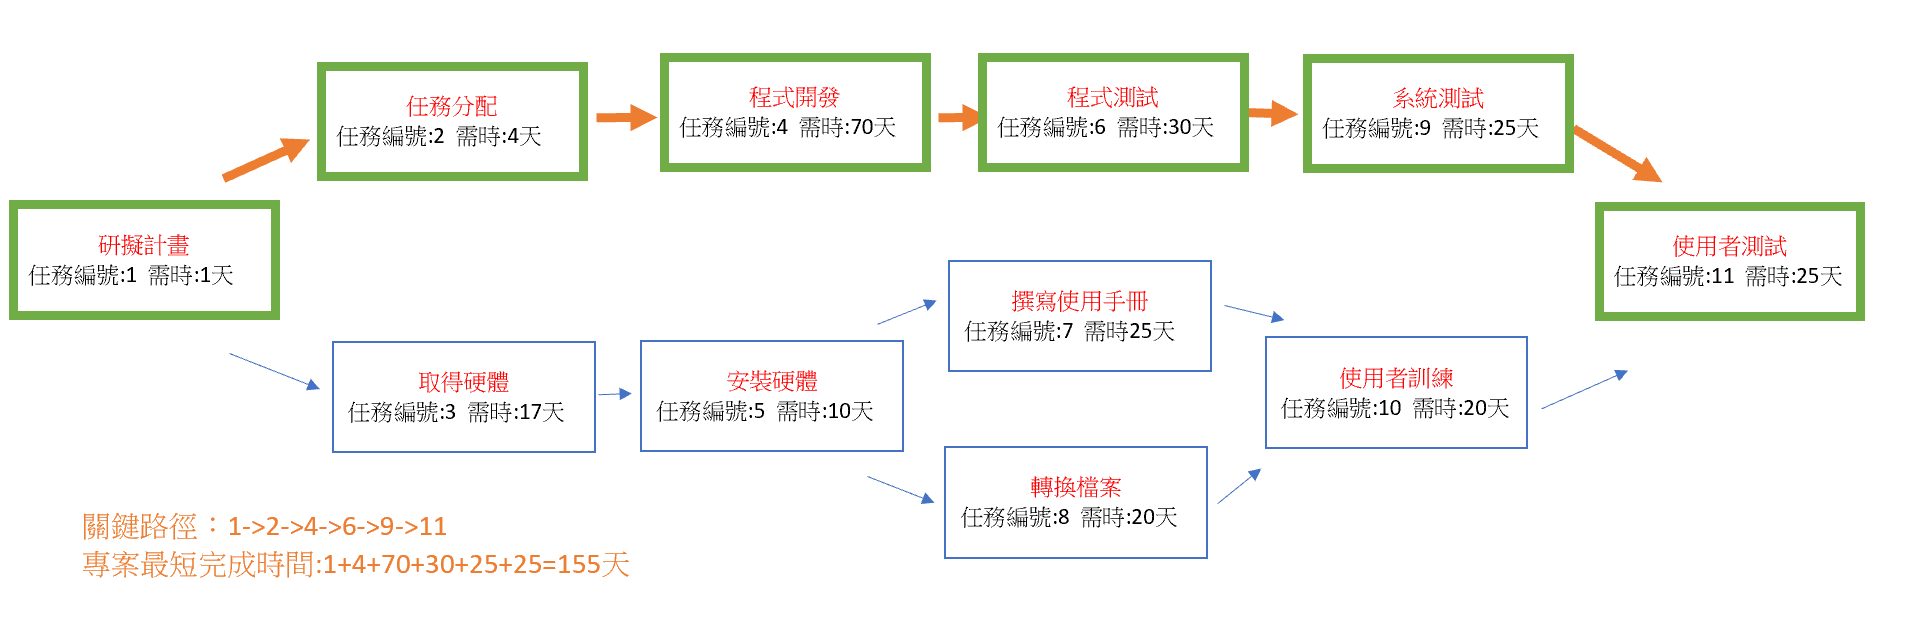 任務分配
任務編號:2 需時:4天
程式開發
任務編號:4 需時:70天
程式測試
任務編號:6 需時:30天
系統測試
任務編號:9 需時:25天
研擬計畫
任務編號:1 需時:1天
使用者測試
任務編號:11 需時:25天
撰寫使用手冊
任務編號:7 需時25天
取得硬體
任務編號:3 需時:17天
安裝硬體
任務編號:5 需時:10天
使用者訓練
任務編號:10 需時:20天
轉換檔案
任務編號:8 需時:20天
關鍵路徑：1->2->4->6->9->11
專案最短完成時間:1+4+70+30+25+25=155天